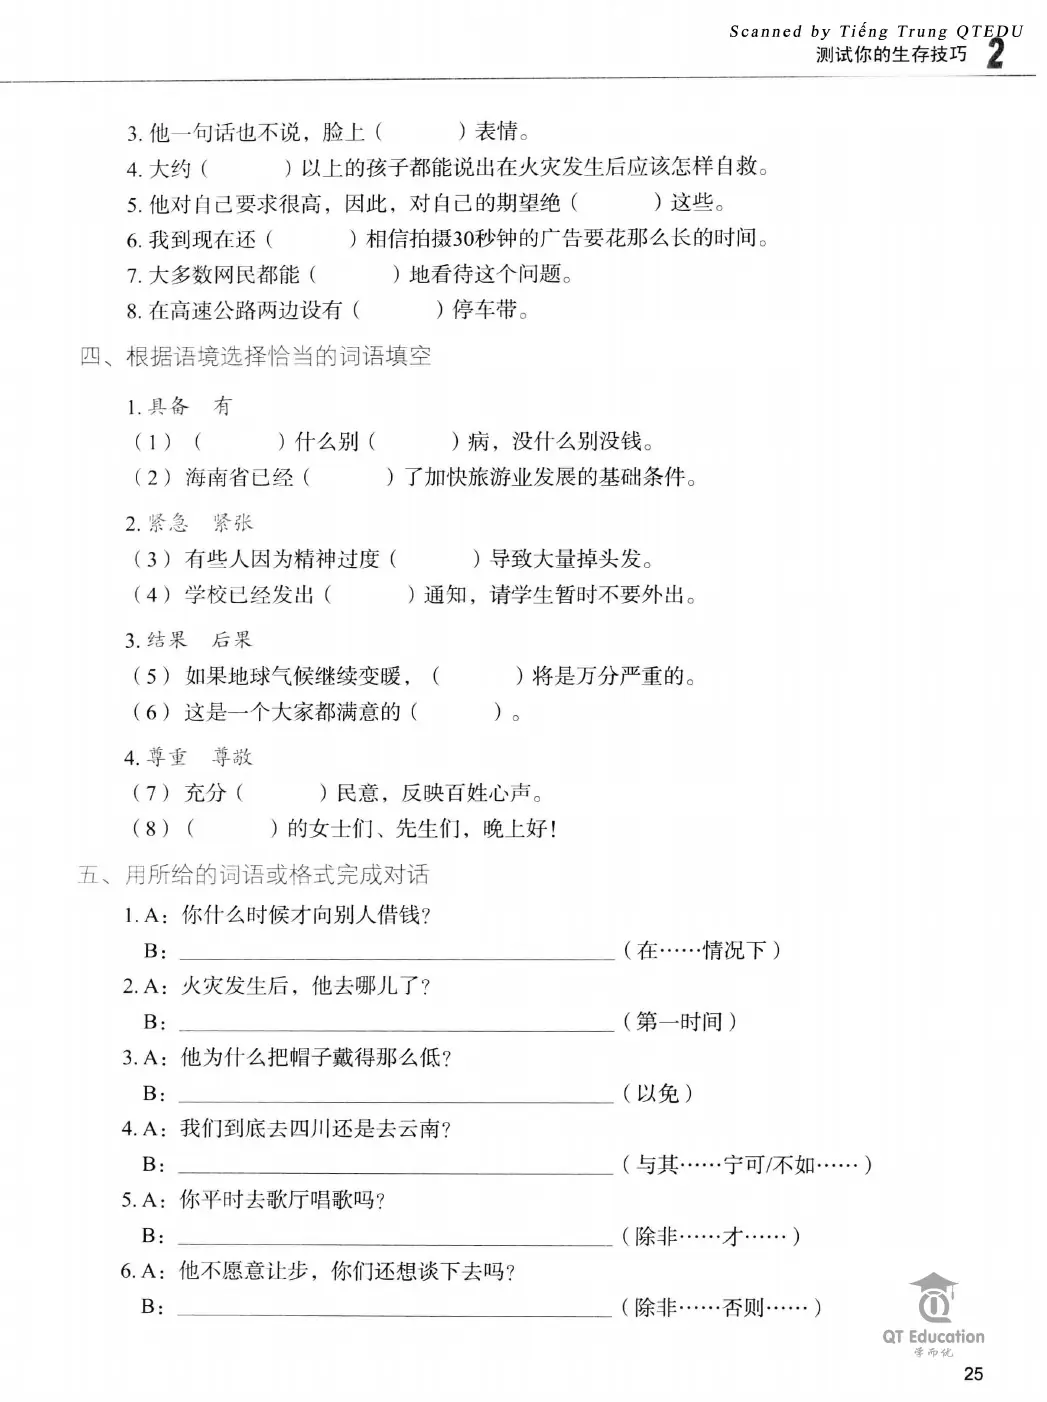 Scanned by Tiếng Trung QTEDU
测试你的生存技巧 2
3. 他一句话也不说，脸上（　　　）表情。
4. 大约（　　　）以上的孩子都能说出在火灾发生后应该怎样自救。
5. 他对自己要求很高，因此，对自己的期望绝（　　　）这些。
6. 我到现在还（　　　）相信拍摄30秒钟的广告要花那么长的时间。
7. 大多数网民都能（　　　）地看待这个问题。
8. 在高速公路两边设有（　　　）停车带。
四、根据语境选择恰当的词语填空
1. 具备　有
（1）（　　　）什么别（　　　）病，没什么别没钱。
（2）海南省已经（　　　）了加快旅游业发展的基础条件。
2. 紧急　紧张
（3）有些人因为精神过度（　　　）导致大量掉头发。
（4）学校已经发出（　　　）通知，请学生暂时不要外出。
3. 结果　后果
（5）如果地球气候继续变暖，（　　　）将是万分严重的。
（6）这是一个大家都满意的（　　　）。
4. 尊重　尊敬
（7）充分（　　　）民意，反映百姓心声。
（8）（　　　）的女士们、先生们，晚上好！
五、用所给的词语或格式完成对话
1. A：你什么时候才向别人借钱？
B：________________（在……情况下）
2. A：火灾发生后，他去哪儿了？
B：________________（第一时间）
3. A：他为什么把帽子戴得那么低？
B：________________（以免）
4. A：我们到底去四川还是去云南？
B：________________（与其……宁可/不如……）
5. A：你平时去歌厅唱歌吗？
B：________________（除非……才……）
6. A：他不愿意让步，你们还想谈下去吗？
B：________________（除非……否则……）
QT Education
学而优
25